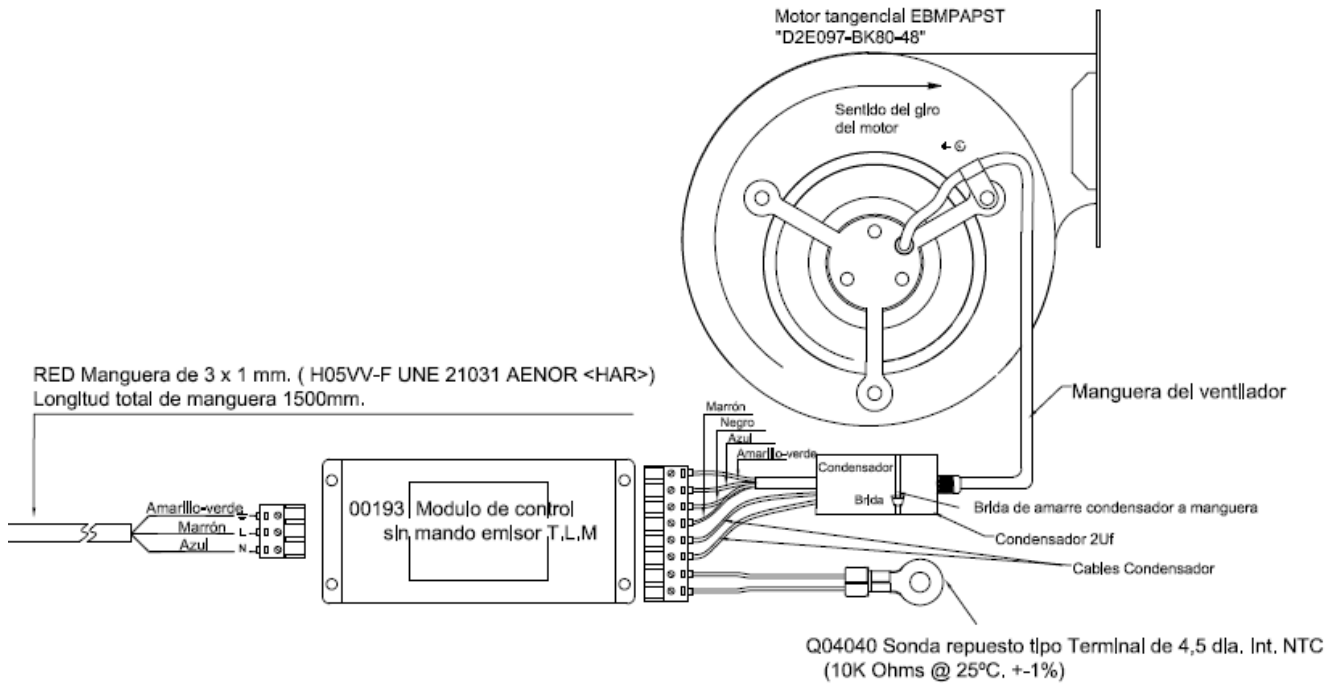 Motor tangencial EBMPAPST
"D2E097-BK80-48"
Sentido del giro
del motor
RED Manguera de 3 x 1 mm. ( H05VV-F UNE 21031 AENOR <HAR>)
Longitud total de manguera 1500mm.
Manguera del ventilador
Marrón
Negro
Azul
Amarillo-verde
Condensador
Brida
Brida de amarre condensador a manguera
Condensador 2Uf
Cables Condensador
00193 Modulo de control
sin mando emisor T.L.M
Amarillo-verde
Marrón L
Azul N
Q04040 Sonda repuesto tipo Terminal de 4,5 dia. Int. NTC
(10K Ohms @ 25ºC. +-1%)